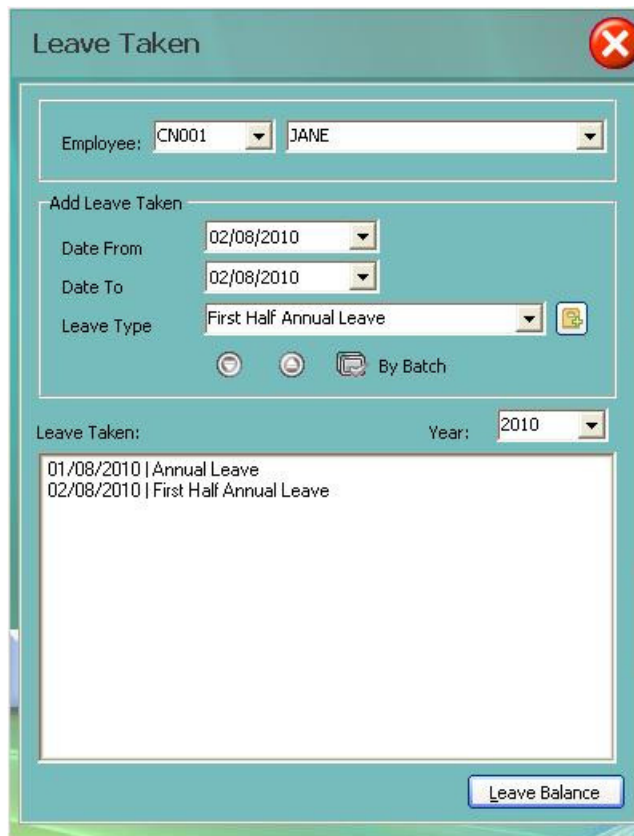 Leave Taken
Employee: CN001 JANE
Add Leave Taken
Date From 02/08/2010
Date To 02/08/2010
Leave Type First Half Annual Leave
By Batch
Leave Taken: Year: 2010
01/08/2010 | Annual Leave
02/08/2010 | First Half Annual Leave
Leave Balance